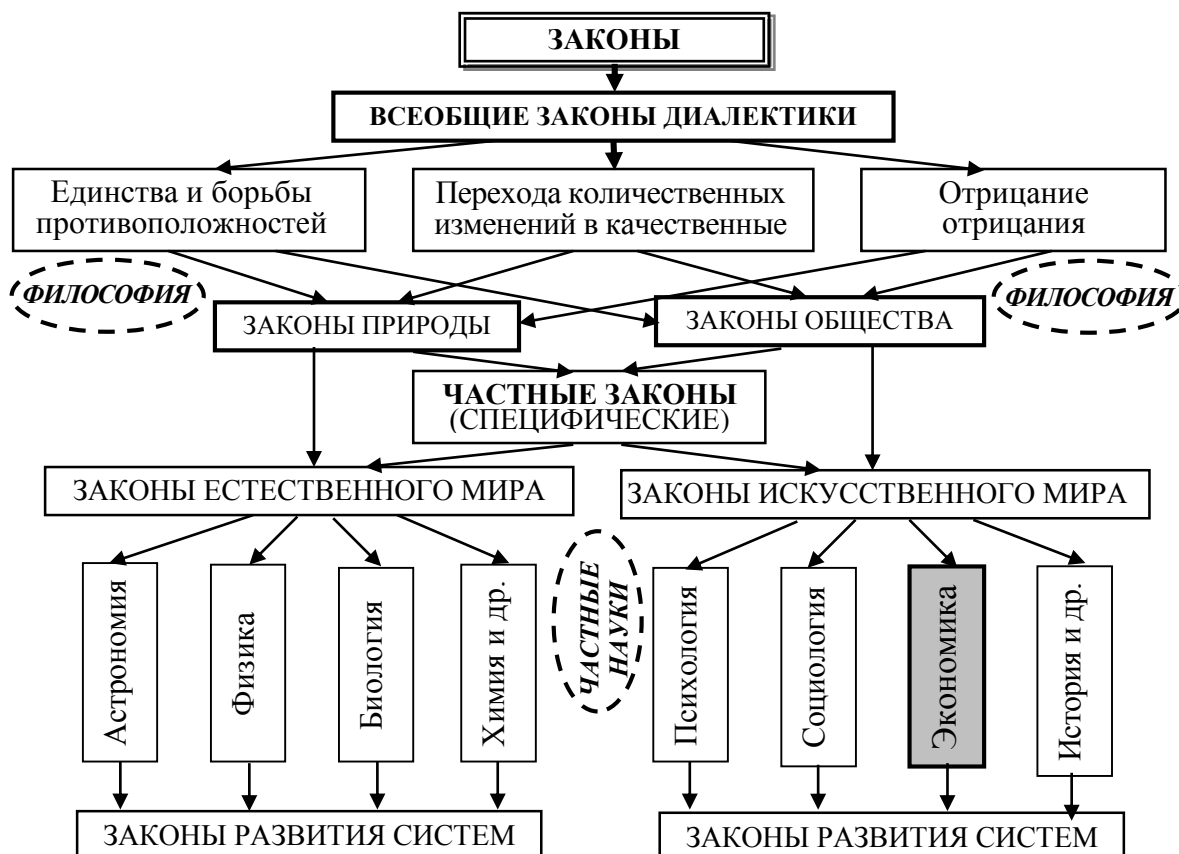 ЗАКОНЫ
ВСЕОБЩИЕ ЗАКОНЫ ДИАЛЕКТИКИ
Единства и борьбы
противоположностей
Перехода количественных
изменений в качественные
Отрицание
отрицания
ФИЛОСОФИЯ
ФИЛОСОФИЯ
ЗАКОНЫ ПРИРОДЫ
ЗАКОНЫ ОБЩЕСТВА
ЧАСТНЫЕ ЗАКОНЫ
(СПЕЦИФИЧЕСКИЕ)
ЗАКОНЫ ЕСТЕСТВЕННОГО МИРА
ЗАКОНЫ ИСКУССТВЕННОГО МИРА
Астрономия
Физика
Биология
Химия и др.
ЧАСТНЫЕ
НАУКИ
Психология
Социология
Экономика
История и др.
ЗАКОНЫ РАЗВИТИЯ СИСТЕМ
ЗАКОНЫ РАЗВИТИЯ СИСТЕМ